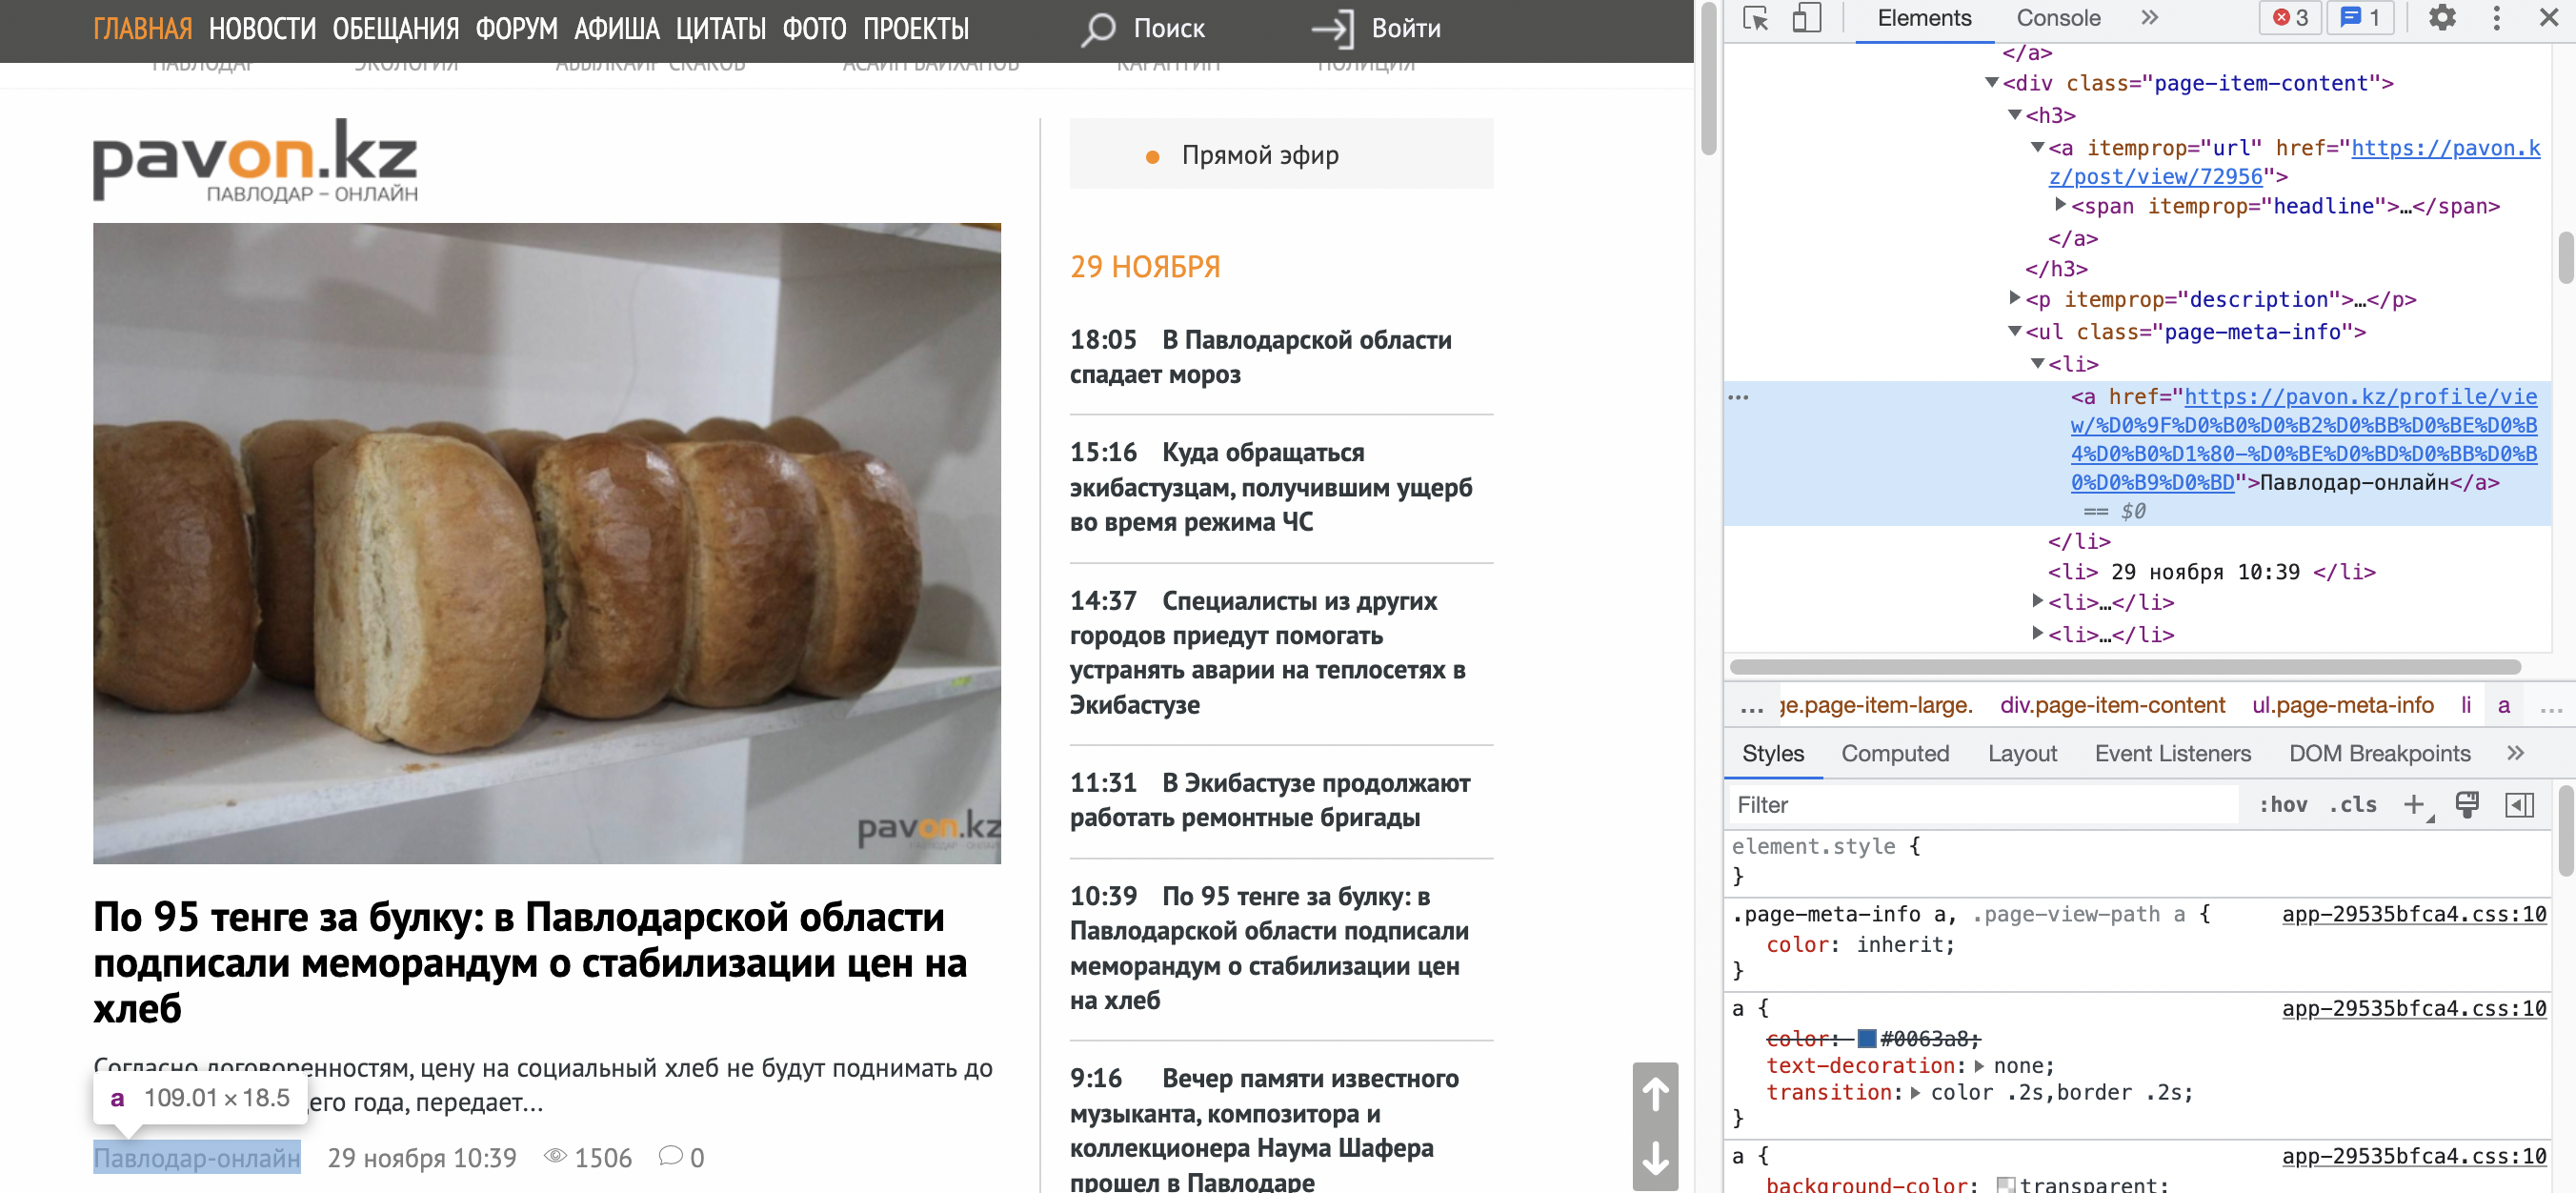 ГЛАВНАЯ НОВОСТИ ОБЕЩАНИЯ ФОРУМ АФИША ЦИТАТЫ ФОТО ПРОЕКТЫ Поиск Войти
ПАВЛОДАР ЭКОЛОГИЯ АБЫЛКАИР СКАКОВ АСАИН БАЙХАНОВ КАРАНТИН ПОЛИЦИЯ
pavon.kz
ПАВЛОДАР – ОНЛАЙН
pavon.kz
По 95 тенге за булку: в Павлодарской области
подписали меморандум о стабилизации цен на
хлеб
Согласно договоренностям, цену на социальный хлеб не будут поднимать до
его года, передает...
a 109.01 × 18.5
Павлодар-онлайн 29 ноября 10:39 1506 0
Прямой эфир
29 НОЯБРЯ
18:05 В Павлодарской области
спадает мороз
15:16 Куда обращаться
экибастузцам, получившим ущерб
во время режима ЧС
14:37 Специалисты из других
городов приедут помогать
устранять аварии на теплосетях в
Экибастузе
11:31 В Экибастузе продолжают
работать ремонтные бригады
10:39 По 95 тенге за булку: в
Павлодарской области подписали
меморандум о стабилизации цен
на хлеб
9:16 Вечер памяти известного
музыканта, композитора и
коллекционера Наума Шафера
прошел в Павлодаре
Elements Console » 3 1
</a>
<div class="page-item-content">
<h3>
<a itemprop="url" href="https://pavon.k
z/post/view/72956">
<span itemprop="headline">…</span>
</a>
</h3>
<p itemprop="description">…</p>
<ul class="page-meta-info">
<li>
<a href="https://pavon.kz/profile/vie
w/%D0%9F%D0%B0%D0%B2%D0%BB%D0%BE%D0%B
4%D0%B0%D1%80-%D0%BE%D0%BD%D0%BB%D0%B
0%D0%B9%D0%BD">Павлодар-онлайн</a>
== $0
</li>
<li> 29 ноября 10:39 </li>
<li>…</li>
<li>…</li>
... ge.page-item-large. div.page-item-content ul.page-meta-info li a ...
Styles Computed Layout Event Listeners DOM Breakpoints »
Filter :hov .cls +
element.style {
}
.page-meta-info a, .page-view-path a { app-29535bfca4.css:10
color: inherit;
}
a { app-29535bfca4.css:10
color: #0063a8;
text-decoration: none;
transition: color .2s,border .2s;
}
a { app-29535bfca4.css:10
background-color: transparent;